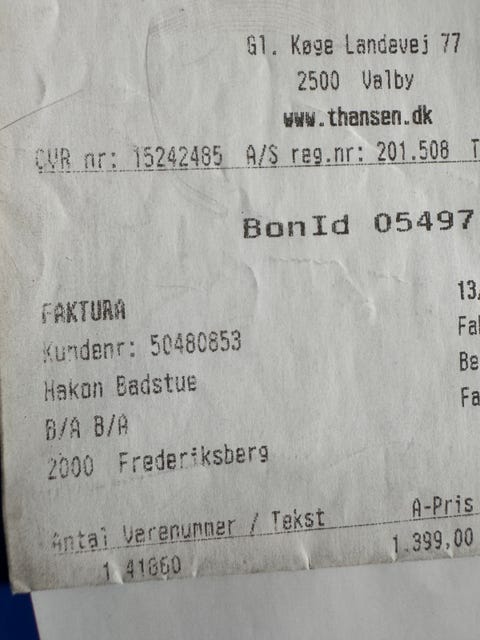 Gl. Køge Landevej 77
2500 Valby
www.thansen.dk
CVR nr: 15242485 A/S reg.nr: 201.508 T
BonId 05497
13,
FAKTURA
Fa
Kundenr: 50480853
Be
Hakon Badstue
Fa
B/A B/A
2000 Frederiksberg
Antal Varenummer / Tekst A-Pris
1 41860 1.399,00